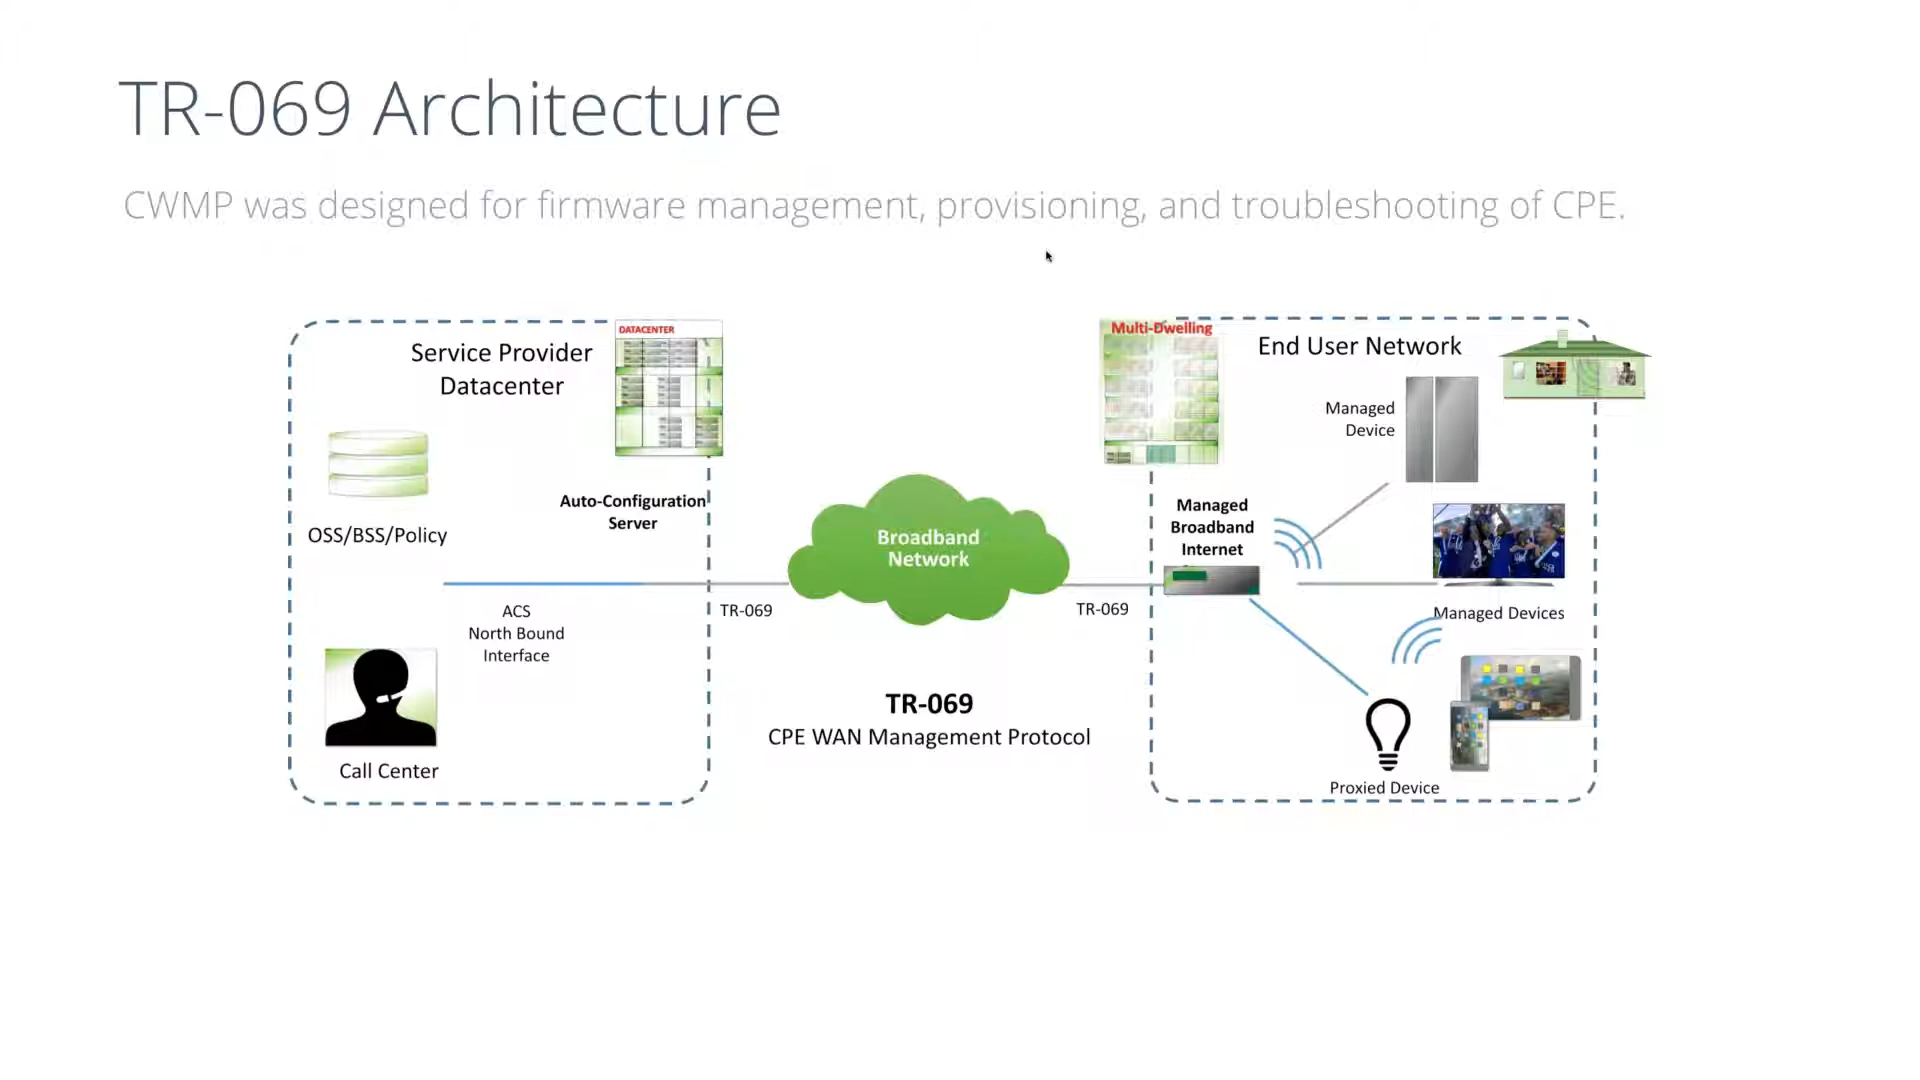 TR-069 Architecture
CWMP was designed for firmware management, provisioning, and troubleshooting of CPE.
DATACENTER
Service Provider
Datacenter
OSS/BSS/Policy
Auto-Configuration
Server
ACS
North Bound
Interface
Call Center
TR-069
Broadband
Network
TR-069
TR-069
CPE WAN Management Protocol
Multi-Dwelling
End User Network
Managed
Device
Managed
Broadband
Internet
Managed Devices
Proxied Device